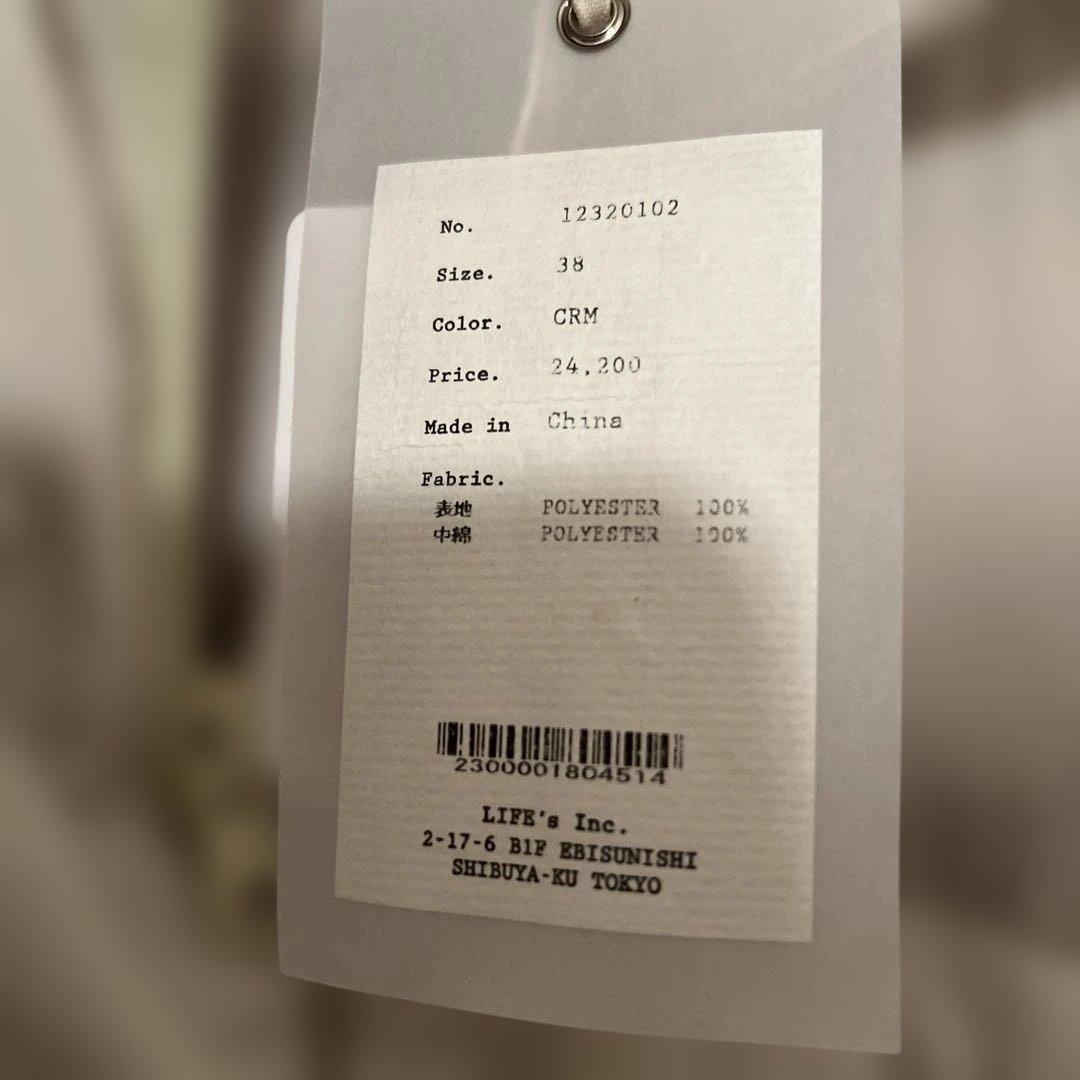 No. 12320102
Size. 38
Color. CRM
Price. 24,200
Made in China
Fabric.
表地 POLYESTER 100%
中綿 POLYESTER 100%
2300001804514
LIFE's Inc.
2-17-6 B1F EBISUNISHI
SHIBUYA-KU TOKYO